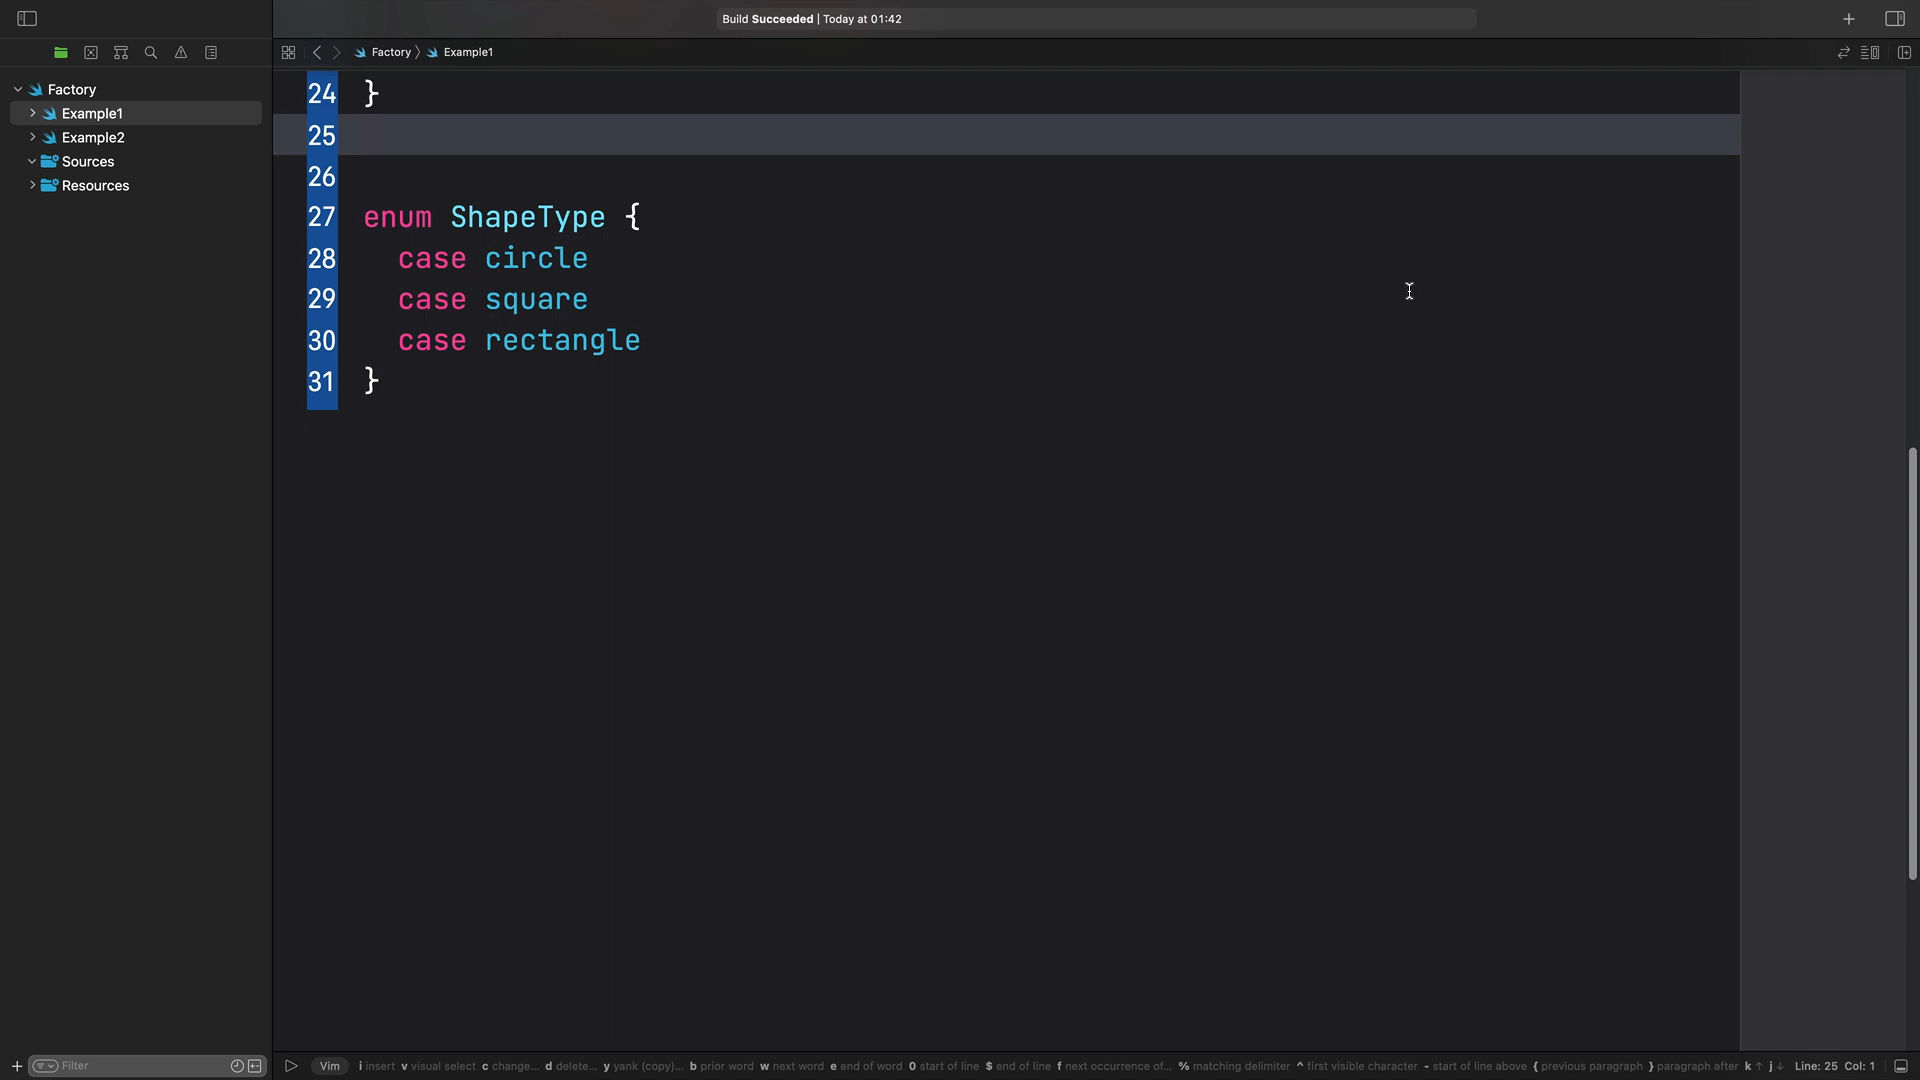 Build Succeeded | Today at 01:42
Factory
Example1
Factory
Example1
Example2
Sources
Resources
24 }
25
26
27 enum ShapeType {
28 case circle
29 case square
30 case rectangle
31 }
Filter
Vim i insert v visual select c change... d delete... y yank (copy)... b prior word w next word e end of word 0 start of line $ end of line f next occurrence of... % matching delimiter ^ first visible character - start of line above { previous paragraph } paragraph after k ↑ j ↓ Line: 25 Col: 1